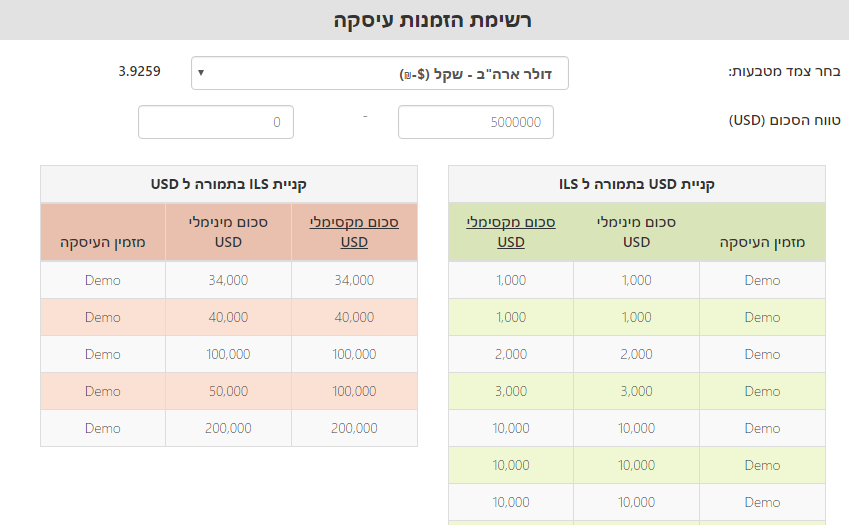 רשימת הזמנות עיסקה
בחר צמד מטבעות: דולר ארה"ב - שקל ($-₪) 3.9259
טווח הסכום (USD) 5000000 - 0
קניית USD בתמורה ל ILS
מזמין העיסקה סכום מינימלי USD סכום מקסימלי USD
Demo 1,000 1,000
Demo 1,000 1,000
Demo 2,000 2,000
Demo 3,000 3,000
Demo 10,000 10,000
Demo 10,000 10,000
Demo 10,000 10,000
קניית ILS בתמורה ל USD
סכום מקסימלי USD סכום מינימלי USD מזמין העיסקה
34,000 34,000 Demo
40,000 40,000 Demo
100,000 100,000 Demo
100,000 50,000 Demo
200,000 200,000 Demo